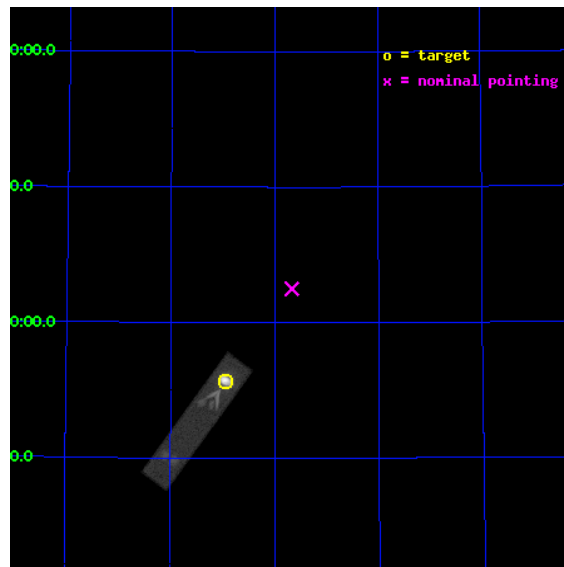 0:00.0
o = target
x = nominal pointing
0.0
0:00.0
0.0